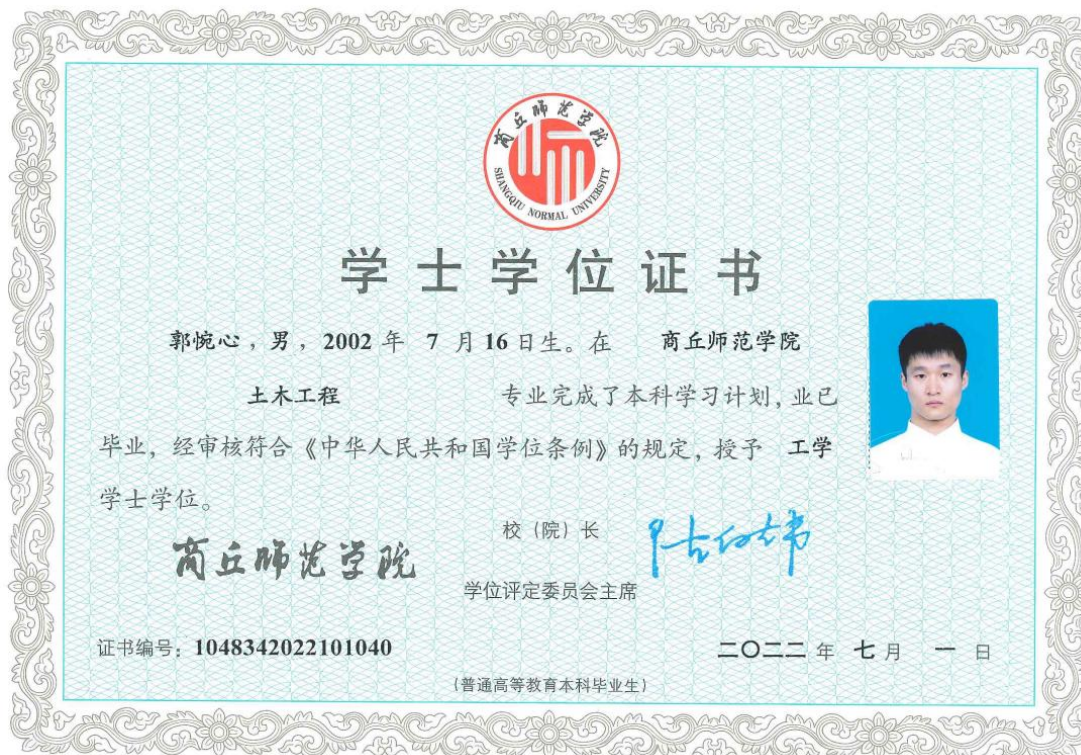 商丘师范学院
SHANGQIU NORMAL UNIVERSITY
学士学位证书
郭惋心，男，2002 年 7 月 16 日生。在 商丘师范学院
土木工程 专业完成了本科学习计划，业已
毕业，经审核符合《中华人民共和国学位条例》的规定，授予 工学
学士学位。
校（院）长
商丘师范学院
学位评定委员会主席
证书编号：1048342022101040
二〇二二 年 七 月 一 日
（普通高等教育本科毕业生）